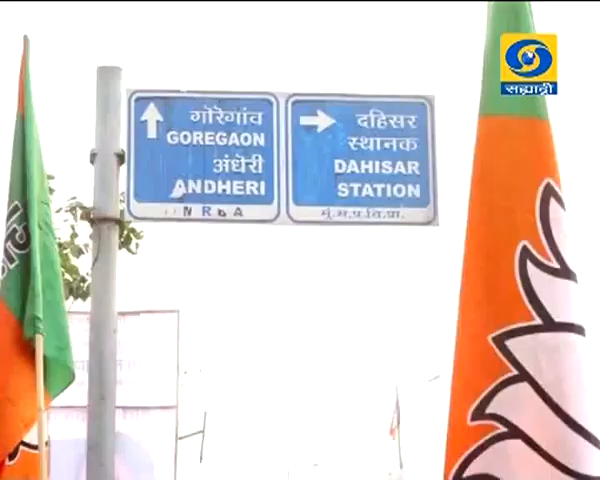 गोरेगांव
GOREGAON
अंधेरी
ANDHERI
दहिसर
स्थानक
DAHISAR
STATION
मुं.म.प्र.वि.प्रा.
सह्याद्री